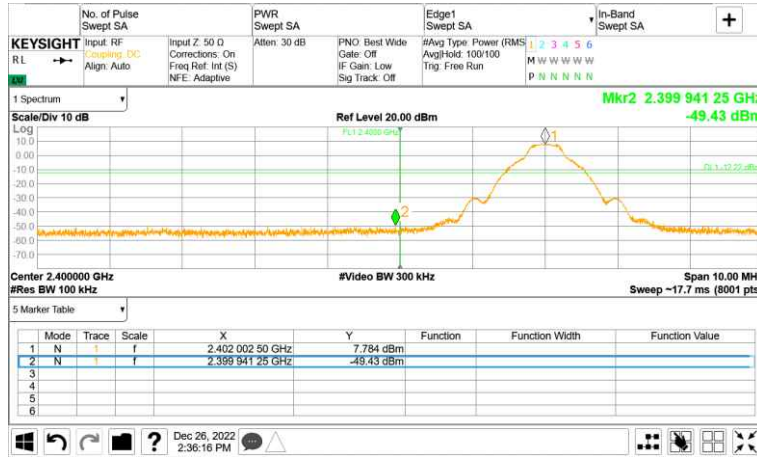 No. of Pulse
Swept SA
PWR
Swept SA
Edge1
Swept SA
In-Band
Swept SA
KEYSIGHT
RL
Input: RF
Coupling: DC
Align: Auto
Input Z: 50 Ω
Corrections: On
Freq Ref: Int (S)
NFE: Adaptive
Atten: 30 dB
PNO: Best Wide
Gate: Off
IF Gain: Low
Sig Track: Off
#Avg Type: Power (RMS
Avg|Hold: 100/100
Trig: Free Run
1 2 3 4 5 6
M W W W W W
P N N N N N
1 Spectrum
Scale/Div 10 dB
Ref Level 20.00 dBm
Mkr2 2.399 941 25 GHz
-49.43 dBm
Log
FL1 2.4000 GHz
10.0
0.00
-10.0
-20.0
-30.0
-40.0
-50.0
-60.0
-70.0
1
2
DL1 -12.22 dBm
Center 2.400000 GHz
#Video BW 300 kHz
Span 10.00 MH
#Res BW 100 kHz
Sweep ~17.7 ms (8001 pts
5 Marker Table
Mode Trace Scale X Y Function Function Width Function Value
1 N 1 f 2.402 002 50 GHz 7.784 dBm
2 N 1 f 2.399 941 25 GHz -49.43 dBm
3
4
5
6
Dec 26, 2022
2:36:16 PM